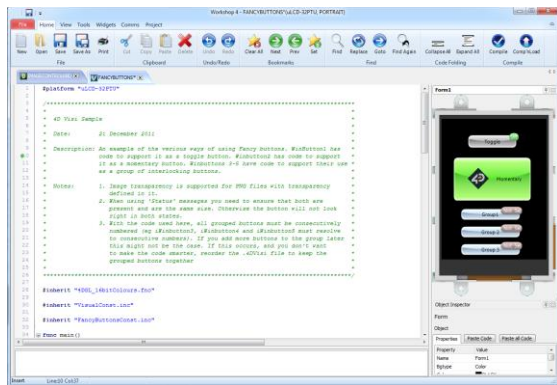 Workshop 4 - FANCYBUTTONS*(uLCD-32PTU PORTRAIT)
File Home View Tools Widgets Comms Project
New Open Save Save As Print Cut Copy Paste Delete Undo Redo Clear All Next Prev Set Find Replace Goto Find Again Collapse All Expand All Compile Comp'nLoad
File Clipboard Undo/Redo Bookmarks Find Code Folding Compile
FANCYBUTTONS* x
#platform "uLCD-32PTU"
4D Visi Sample
Date: 2: December 2011
Description: An example of the various ways of using Fancy buttons. WinButton1 has
code to support it as a toggle button. Winbutton2 has code to support
it as a momentary button. Winbuttons 3-5 have code to support their use
as a group of interlocking buttons.
Notes: 1. Image transparency is supported for PNG files with transparency
defined in it.
2. When using 'Status' messages you need to ensure that both are
present and are the same size. Otherwise the button will not look
right in both states.
3. With the code used here, all grouped buttons must be consecutively
numbered (eg iWinButton3, iWinbutton4 and iWinbutton5 must resolve
to consecutive numbers). If you add more buttons to the group later
this might not be the case. If this occurs, and you don't want
to make the code smarter, reorder the .4DVisi file to keep the
grouped buttons together
#inherit "4DGL_16bitColours.fnc"
#inherit "VisualConst.inc"
#inherit "FancyButtonsConst.inc"
func main()
Form1
Toggle
Momentary
Group1
Group 2
Group 3
Object Inspector
Form
Object
Properties Paste Code Paste all Code
Property Value
Name Form1
Bgtype Color
Insert Line:10 Col:37